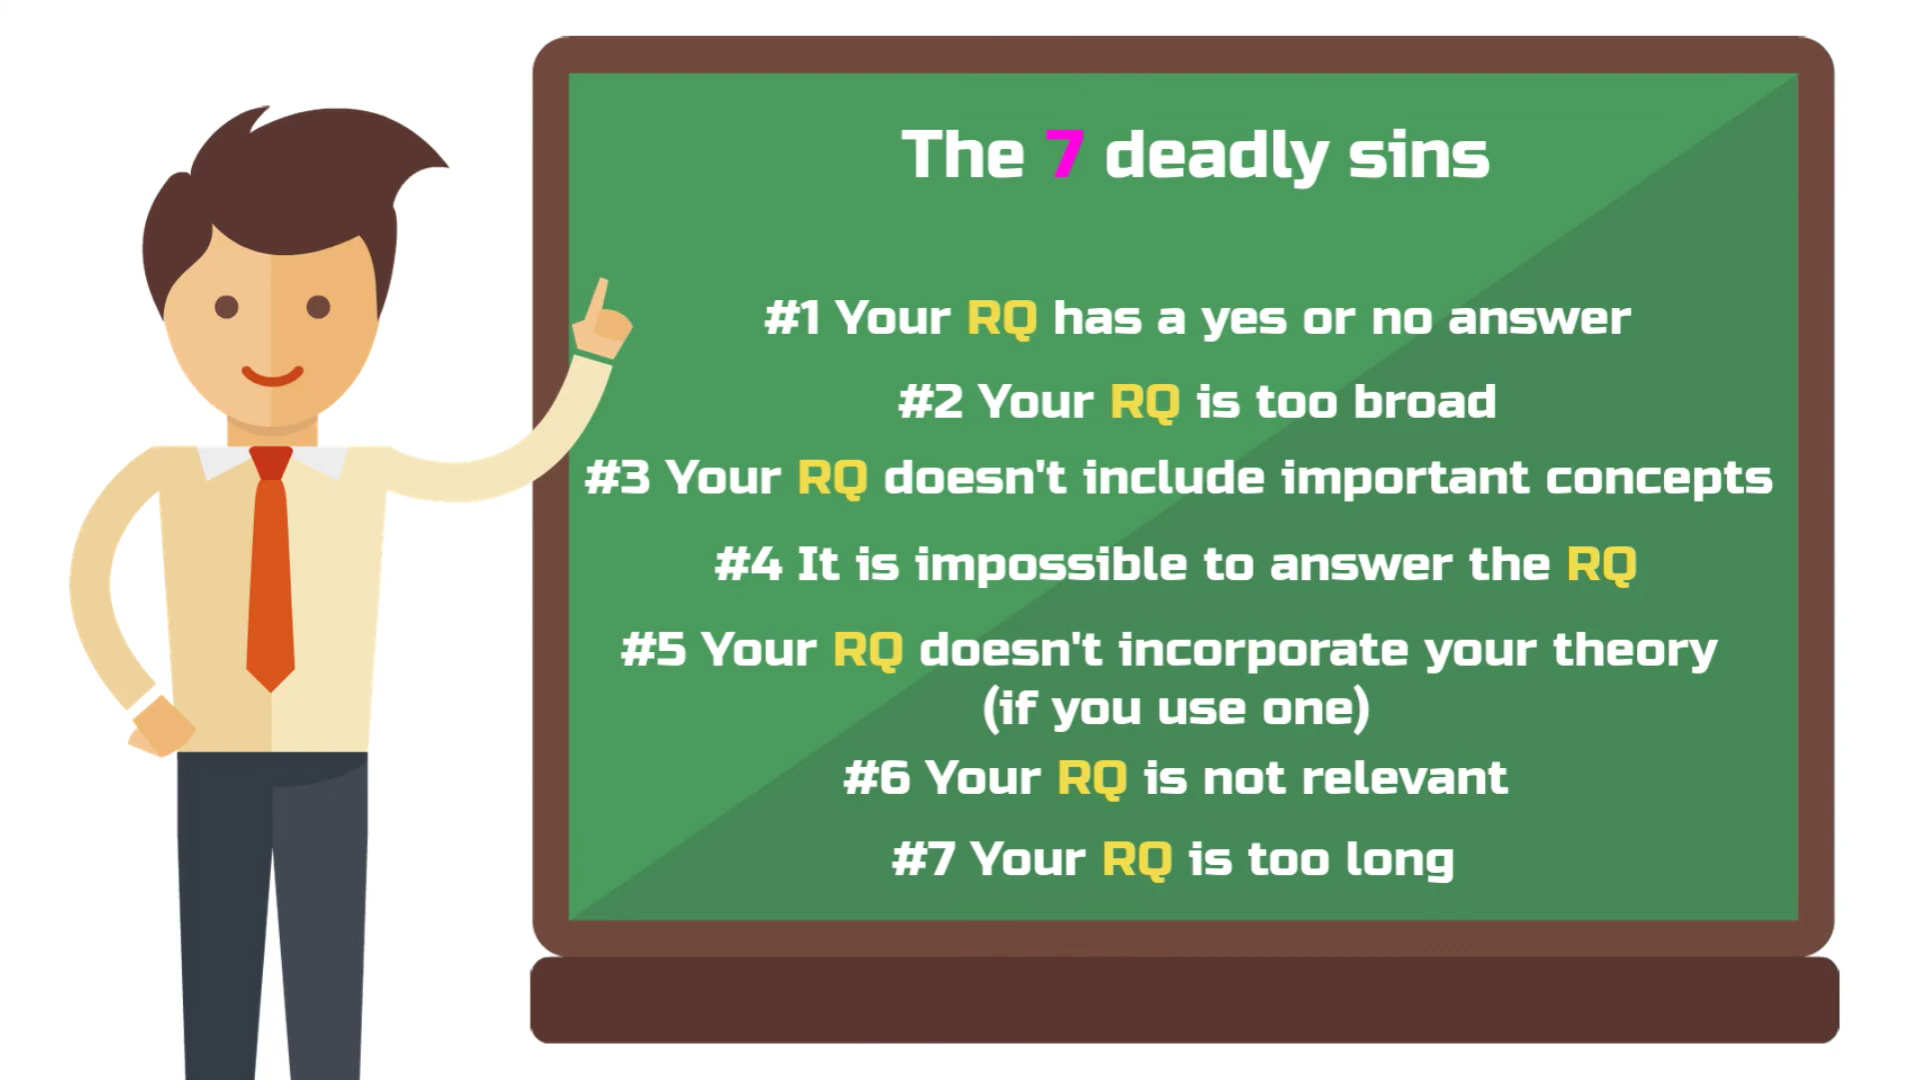 The 7 deadly sins
#1 Your RQ has a yes or no answer
#2 Your RQ is too broad
#3 Your RQ doesn't include important concepts
#4 It is impossible to answer the RQ
#5 Your RQ doesn't incorporate your theory
(if you use one)
#6 Your RQ is not relevant
#7 Your RQ is too long